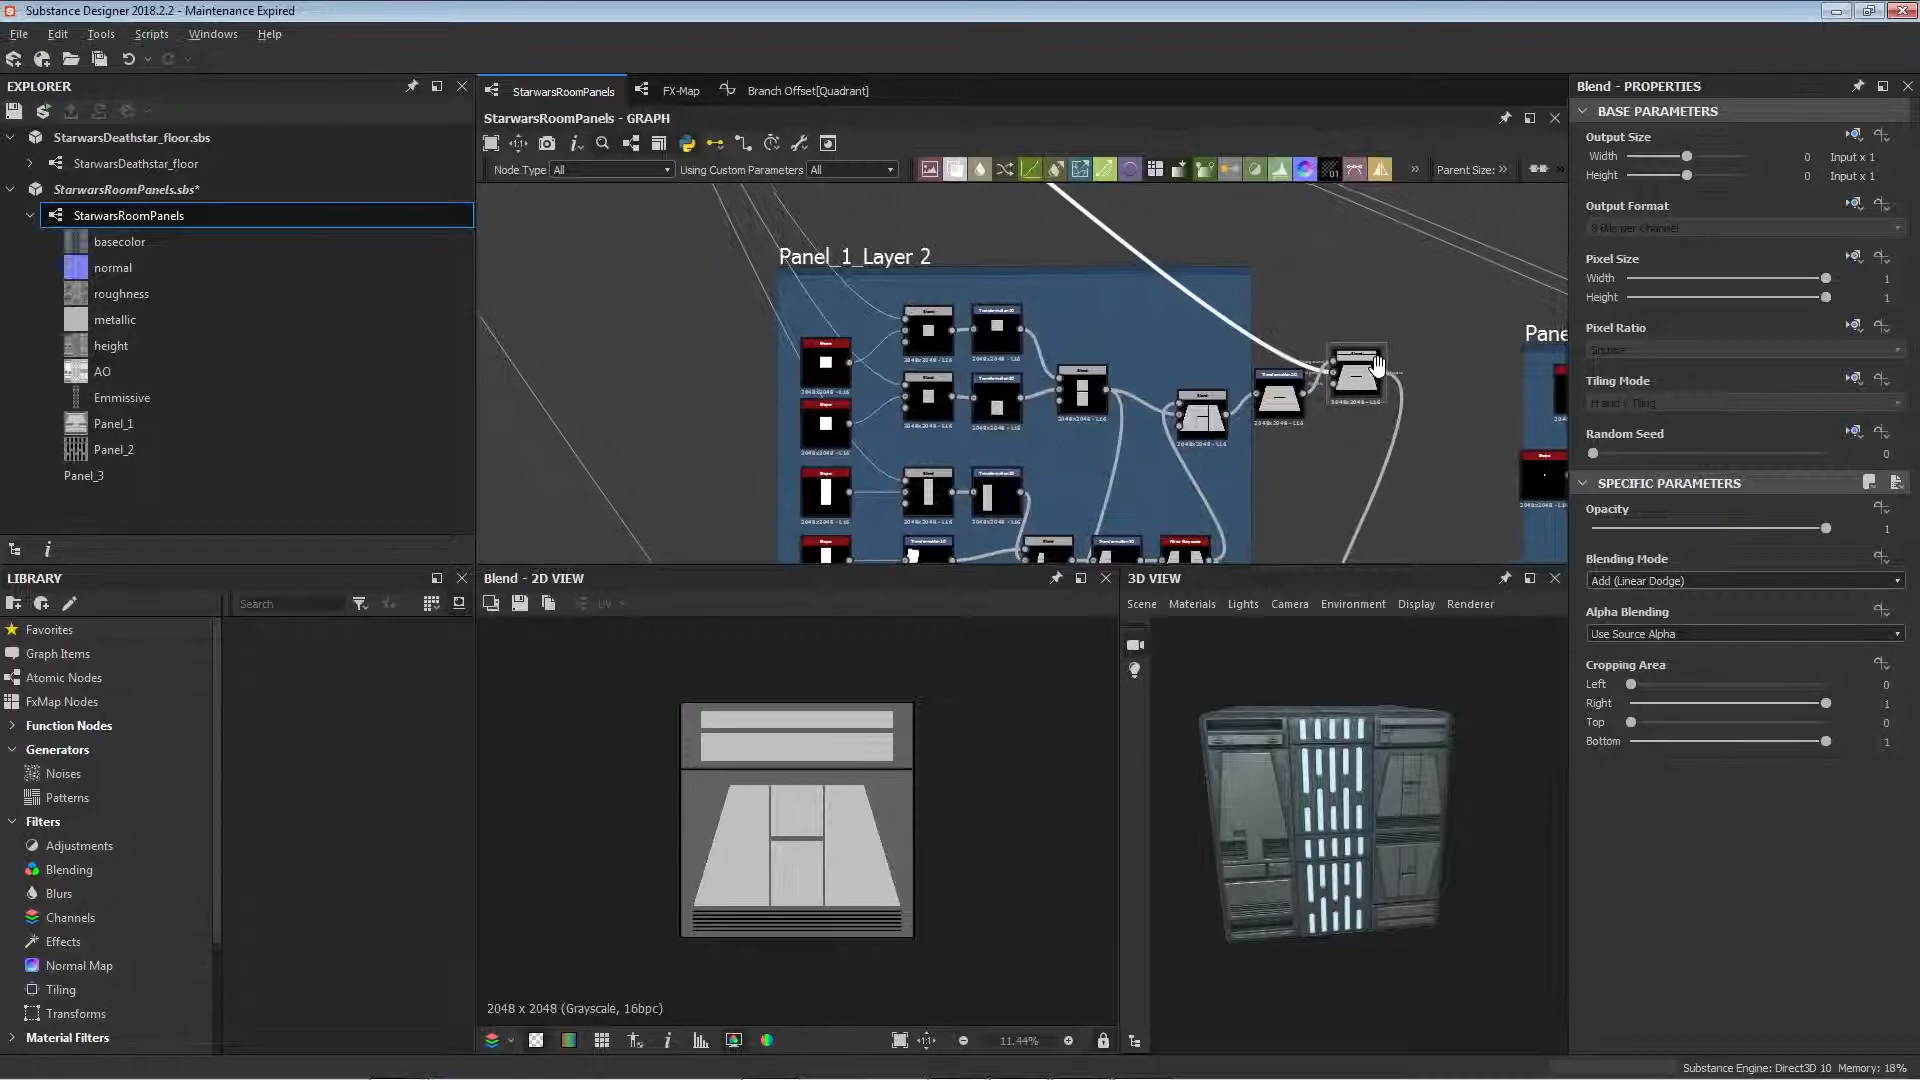 Substance Designer 2018.2.2 - Maintenance Expired
File Edit Tools Scripts Windows Help
EXPLORER
StarwarsDeathstar_floor.sbs
StarwarsDeathstar_floor
StarwarsRoomPanels.sbs*
StarwarsRoomPanels
basecolor
normal
roughness
metallic
height
AO
Emmissive
Panel_1
Panel_2
Panel_3
LIBRARY
Search
Favorites
Graph Items
Atomic Nodes
FxMap Nodes
Function Nodes
Generators
Noises
Patterns
Filters
Adjustments
Blending
Blurs
Channels
Effects
Normal Map
Tiling
Transforms
Material Filters
StarwarsRoomPanels FX-Map Branch Offset[Quadrant]
StarwarsRoomPanels - GRAPH
Node Type All Using Custom Parameters All Parent Size:
Panel_1_Layer 2
Pane
Blend - 2D VIEW
UV
2048 x 2048 (Grayscale, 16bpc)
11.44%
3D VIEW
Scene Materials Lights Camera Environment Display Renderer
Blend - PROPERTIES
BASE PARAMETERS
Output Size
Width 0 Input x 1
Height 0 Input x 1
Output Format
8 Bits per Channel
Pixel Size
Width 1
Height 1
Pixel Ratio
Square
Tiling Mode
H and V Tiling
Random Seed
0
SPECIFIC PARAMETERS
Opacity
1
Blending Mode
Add (Linear Dodge)
Alpha Blending
Use Source Alpha
Cropping Area
Left 0
Right 1
Top 0
Bottom 1
Substance Engine: Direct3D 10 Memory: 18%